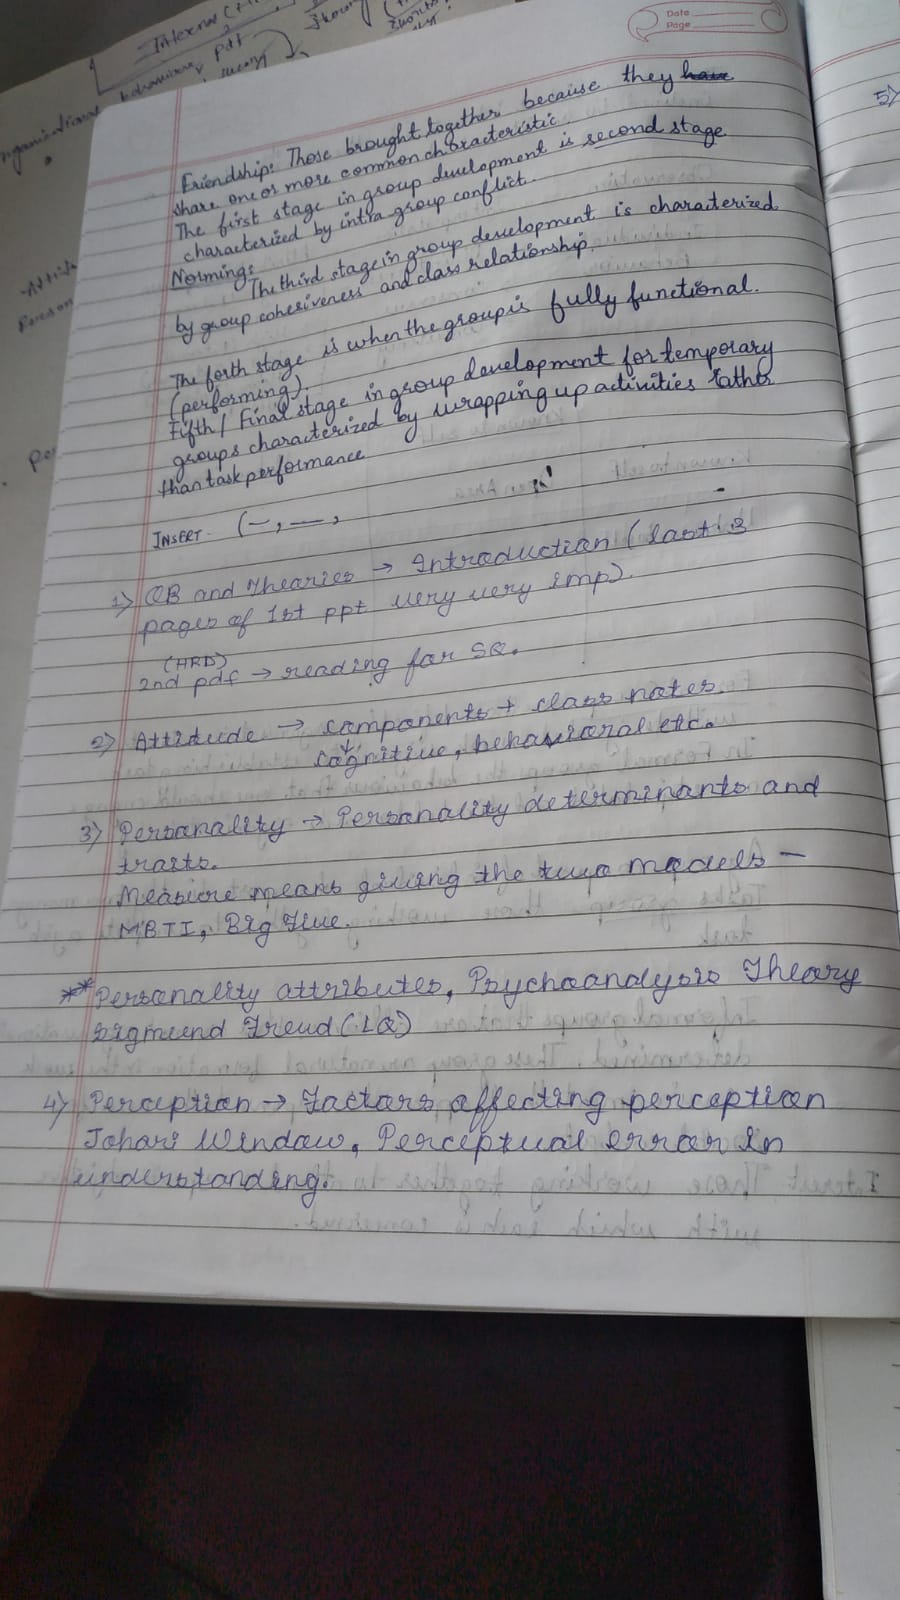 Date
Page
Friendship: Those brought together because they have
share one or more common characteristic
The first stage in group development is second stage
characterized by intra group conflict.
Norming:
The third stage in group development is characterized
by group cohesiveness and class relationship.
The forth stage is when the group is fully functional.
(performing).
Fifth / Final stage in group development for temporary
groups characterized by wrapping up activities rather
than task performance
INSERT - (—, —,
1) OB and Theories → Introduction (last 3
pages of 1st ppt very very imp).
(HRD)
2nd pdf → reading for SQ.
2) Attitude → components + class notes.
cognitive, behavioral etc.
3) Personality → Personality determinants and
traits.
Measure means giving the two models -
MBTI, Big Five.
** Personality attributes, Psychoanalysis Theory
Sigmund Freud (LQ)
4) Perception → Factors affecting perception
Johari Window, Perceptual error in
understanding.
5)